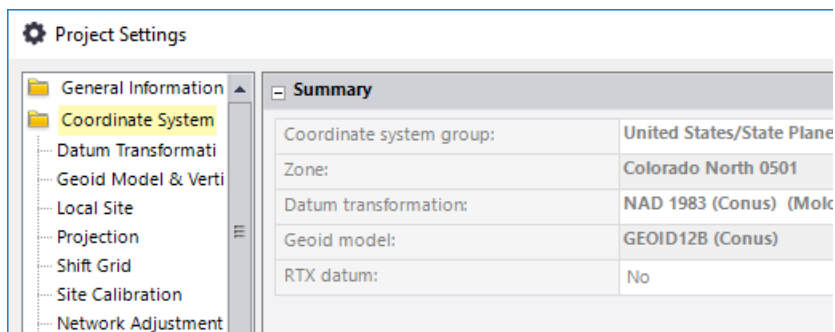 Project Settings
General Information
Coordinate System
Datum Transformati
Geoid Model & Verti
Local Site
Projection
Shift Grid
Site Calibration
Network Adjustment
Summary
Coordinate system group: United States/State Plane
Zone: Colorado North 0501
Datum transformation: NAD 1983 (Conus) (Molo
Geoid model: GEOID12B (Conus)
RTX datum: No